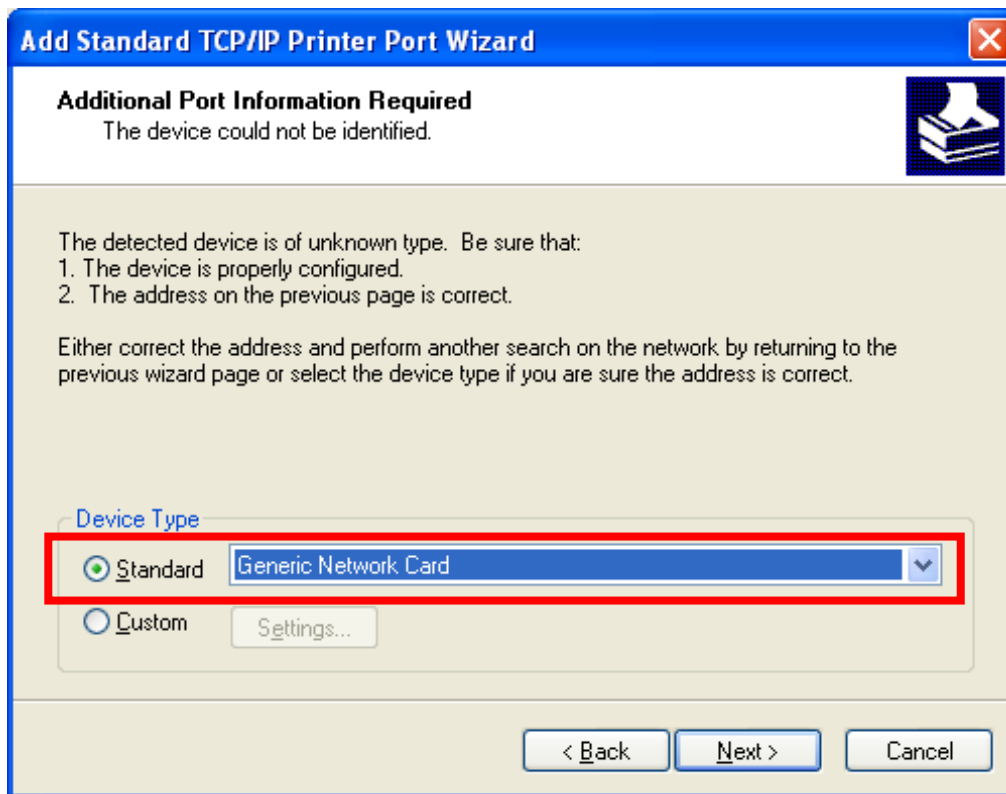 Add Standard TCP/IP Printer Port Wizard
Additional Port Information Required
The device could not be identified.
The detected device is of unknown type.  Be sure that:
1. The device is properly configured.
2.  The address on the previous page is correct.
Either correct the address and perform another search on the network by returning to the
previous wizard page or select the device type if you are sure the address is correct.
Device Type
Standard Generic Network Card
Custom Settings...
< Back Next > Cancel